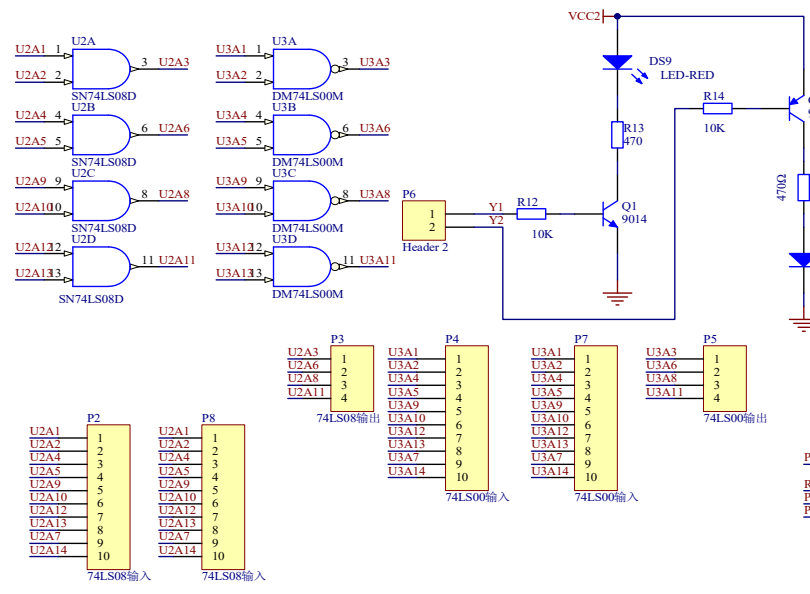 VCC2
DS9
LED-RED
R13
470
R14
10K
470Ω
Q1
9014
R12
10K
Y1
Y2
P6
1
2
Header 2
U2A
U2A1 1
U2A2 2
3 U2A3
SN74LS08D
U2B
U2A4 4
U2A5 5
6 U2A6
SN74LS08D
U2C
U2A9 9
U2A10 10
8 U2A8
SN74LS08D
U2D
U2A12 12
U2A13 13
11 U2A11
SN74LS08D
U3A
U3A1 1
U3A2 2
3 U3A3
DM74LS00M
U3B
U3A4 4
U3A5 5
6 U3A6
DM74LS00M
U3C
U3A9 9
U3A10 10
8 U3A8
DM74LS00M
U3D
U3A12 12
U3A13 13
11 U3A11
DM74LS00M
P3
U2A3 1
U2A6 2
U2A8 3
U2A11 4
74LS08输出
P4
U3A1 1
U3A2 2
U3A4 3
U3A5 4
U3A9 5
U3A10 6
U3A12 7
U3A13 8
U3A7 9
U3A14 10
74LS00输入
P7
U3A1 1
U3A2 2
U3A4 3
U3A5 4
U3A9 5
U3A10 6
U3A12 7
U3A13 8
U3A7 9
U3A14 10
74LS00输入
P5
U3A3 1
U3A6 2
U3A8 3
U3A11 4
74LS00输出
P2
U2A1 1
U2A2 2
U2A4 3
U2A5 4
U2A9 5
U2A10 6
U2A12 7
U2A13 8
U2A7 9
U2A14 10
74LS08输入
P8
U2A1 1
U2A2 2
U2A4 3
U2A5 4
U2A9 5
U2A10 6
U2A12 7
U2A13 8
U2A7 9
U2A14 10
74LS08输入